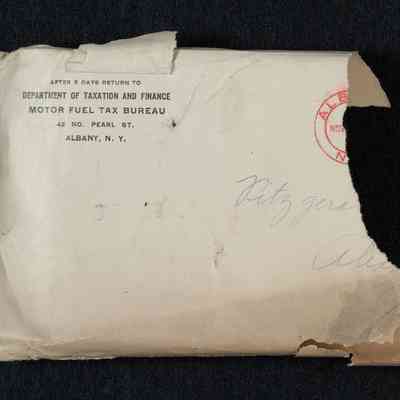 AFTER 5 DAYS RETURN TO
DEPARTMENT OF TAXATION AND FINANCE
MOTOR FUEL TAX BUREAU
42 NO. PEARL ST.
ALBANY, N. Y.
ALB
N
Fitzgera